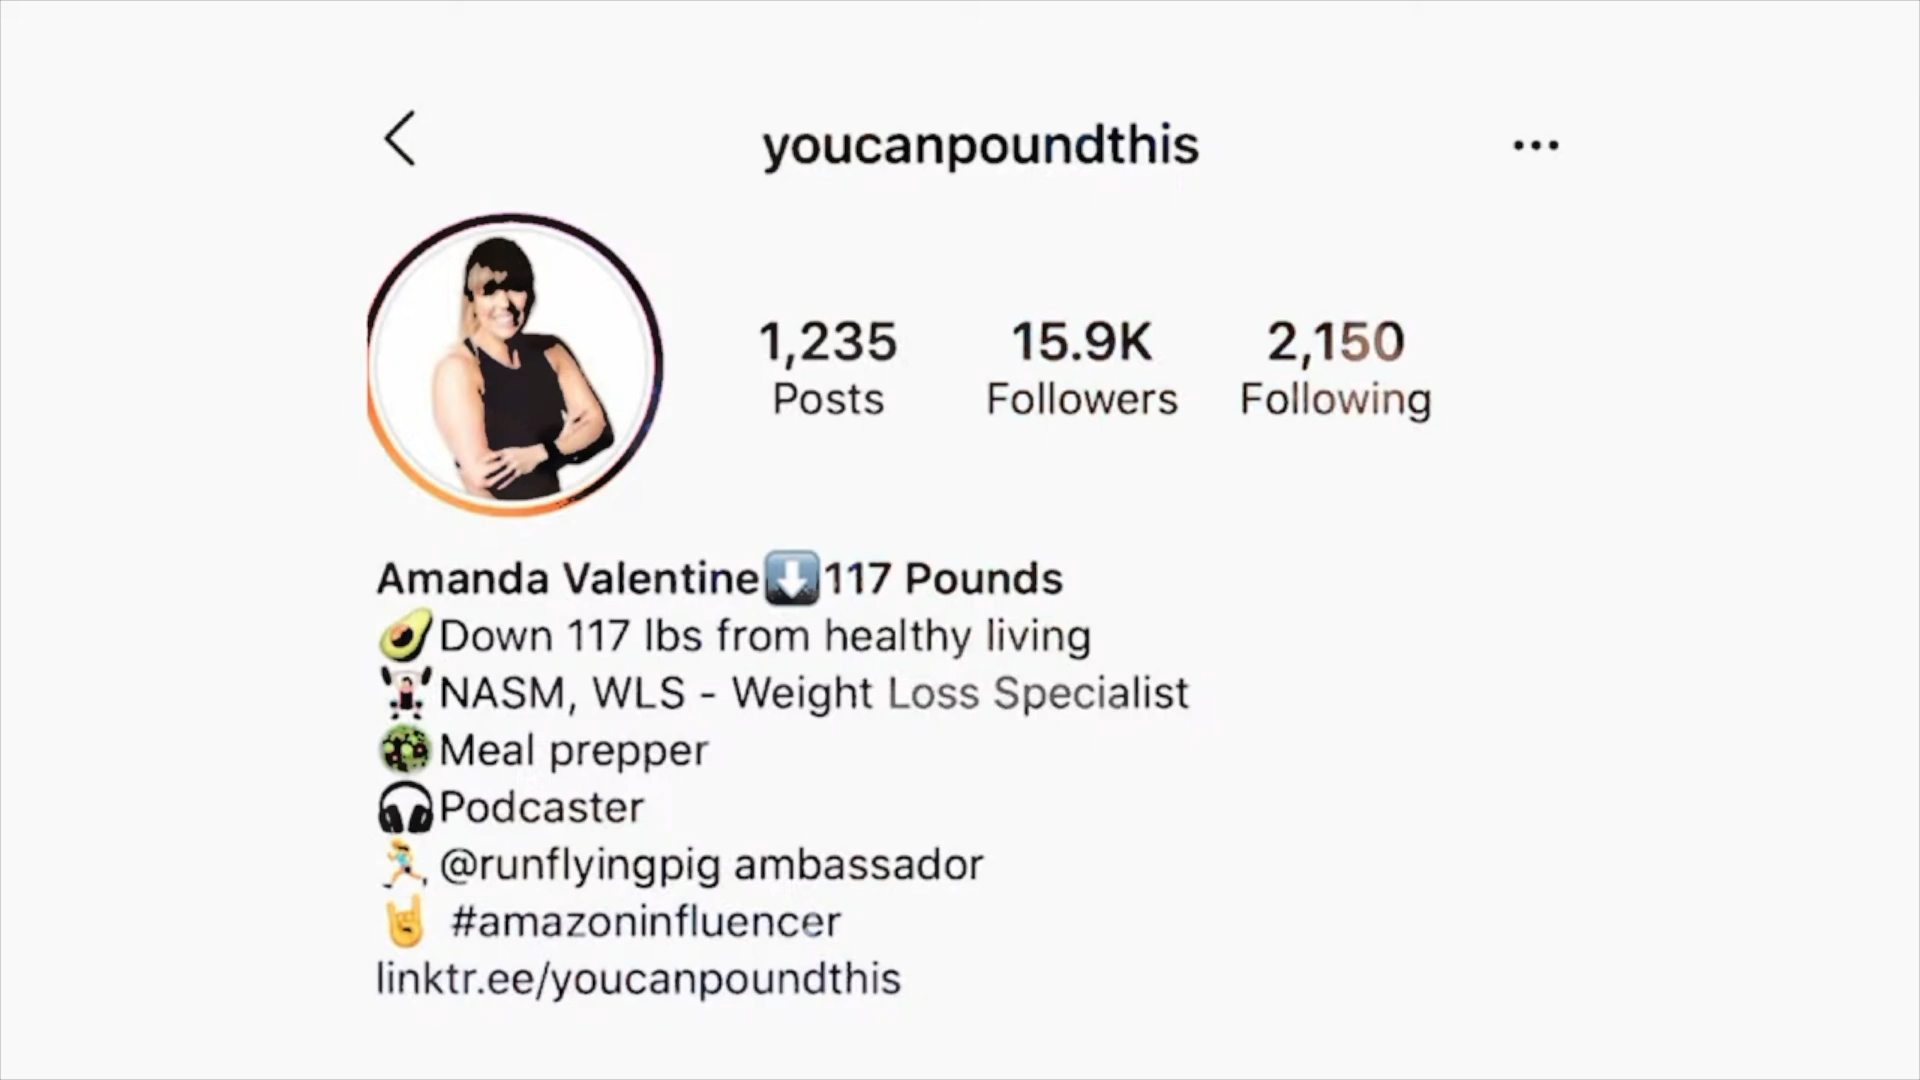 youcanpoundthis
1,235 15.9K 2,150
Posts Followers Following
Amanda Valentine⬇️117 Pounds
🥑Down 117 lbs from healthy living
🏋️‍♀️NASM, WLS - Weight Loss Specialist
🥗Meal prepper
🎧Podcaster
🏃‍♀️ @runflyingpig ambassador
🤘 #amazoninfluencer
linktr.ee/youcanpoundthis